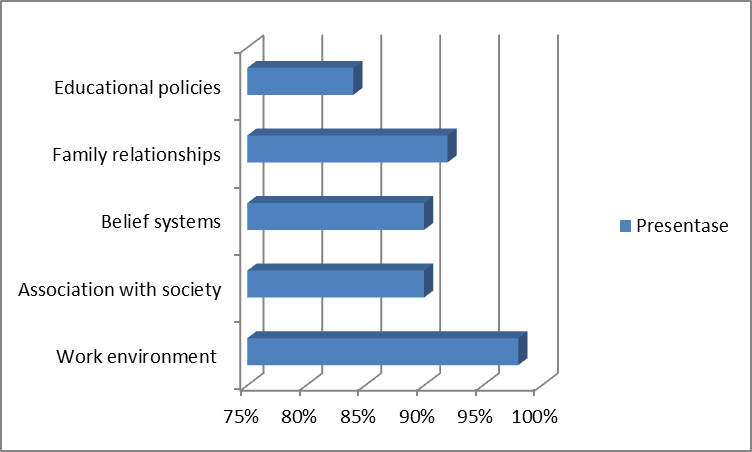 Educational policies
Family relationships
Belief systems
Association with society
Work environment
75% 80% 85% 90% 95% 100%
Presentase